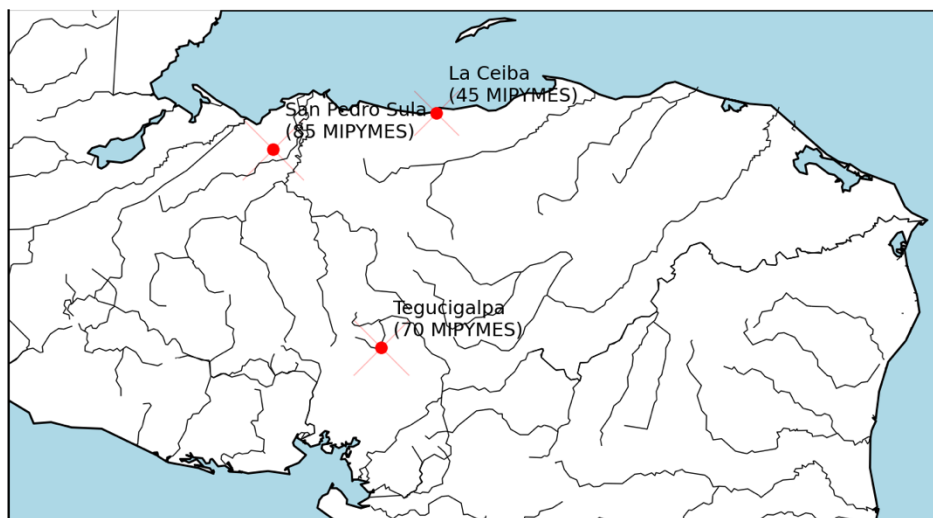 La Ceiba
(45 MIPYMES)
San Pedro Sula
(85 MIPYMES)
Tegucigalpa
(70 MIPYMES)